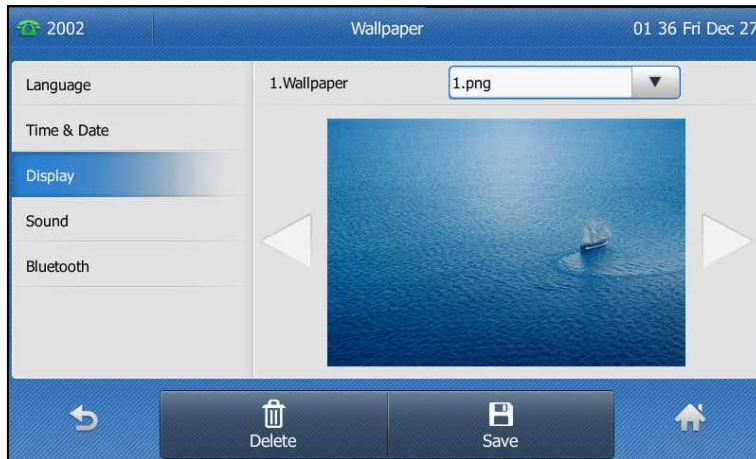 2002 Wallpaper 01 36 Fri Dec 27
Language
Time & Date
Display
Sound
Bluetooth
1.Wallpaper 1.png
Delete Save